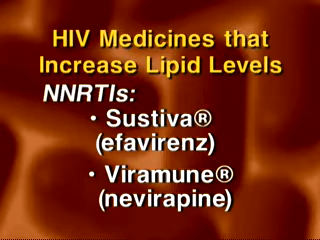 HIV Medicines that
Increase Lipid Levels
NNRTIs:
• Sustiva®
(efavirenz)
• Viramune®
(nevirapine)